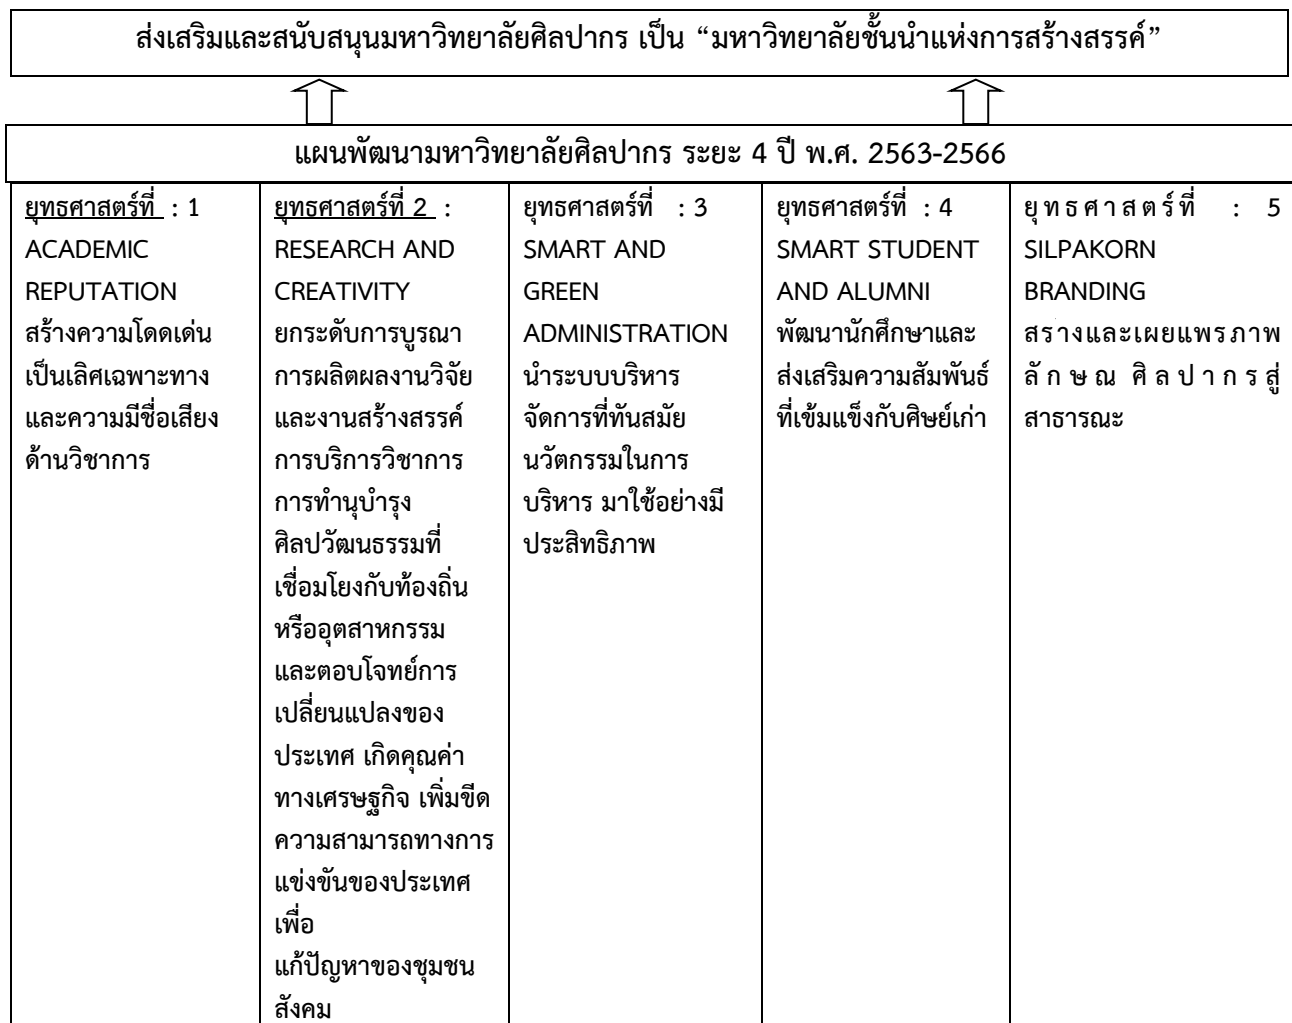 ส่งเสริมและสนับสนุนมหาวิทยาลัยศิลปากร เป็น “มหาวิทยาลัยชั้นนำแห่งการสร้างสรรค์”
แผนพัฒนามหาวิทยาลัยศิลปากร ระยะ 4 ปี พ.ศ. 2563-2566
ยุทธศาสตร์ที่ : 1
ACADEMIC
REPUTATION
สร้างความโดดเด่น
เป็นเลิศเฉพาะทาง
และความมีชื่อเสียง
ด้านวิชาการ
ยุทธศาสตร์ที่ 2 :
RESEARCH AND
CREATIVITY
ยกระดับการบูรณา
การผลิตผลงานวิจัย
และงานสร้างสรรค์
การบริการวิชาการ
การทำนุบำรุง
ศิลปวัฒนธรรมที่
เชื่อมโยงกับท้องถิ่น
หรืออุตสาหกรรม
และตอบโจทย์การ
เปลี่ยนแปลงของ
ประเทศ เกิดคุณค่า
ทางเศรษฐกิจ เพิ่มขีด
ความสามารถทางการ
แข่งขันของประเทศ
เพื่อ
แก้ปัญหาของชุมชน
สังคม
ยุทธศาสตร์ที่ : 3
SMART AND
GREEN
ADMINISTRATION
นำระบบบริหาร
จัดการที่ทันสมัย
นวัตกรรมในการ
บริหาร มาใช้อย่างมี
ประสิทธิภาพ
ยุทธศาสตร์ที่ : 4
SMART STUDENT
AND ALUMNI
พัฒนานักศึกษาและ
ส่งเสริมความสัมพันธ์
ที่เข้มแข็งกับศิษย์เก่า
ยุทธศาสตร์ที่ : 5
SILPAKORN
BRANDING
สรางและเผยแพรภาพ
ลักษณ ศิลปากรสู่
สาธารณะ